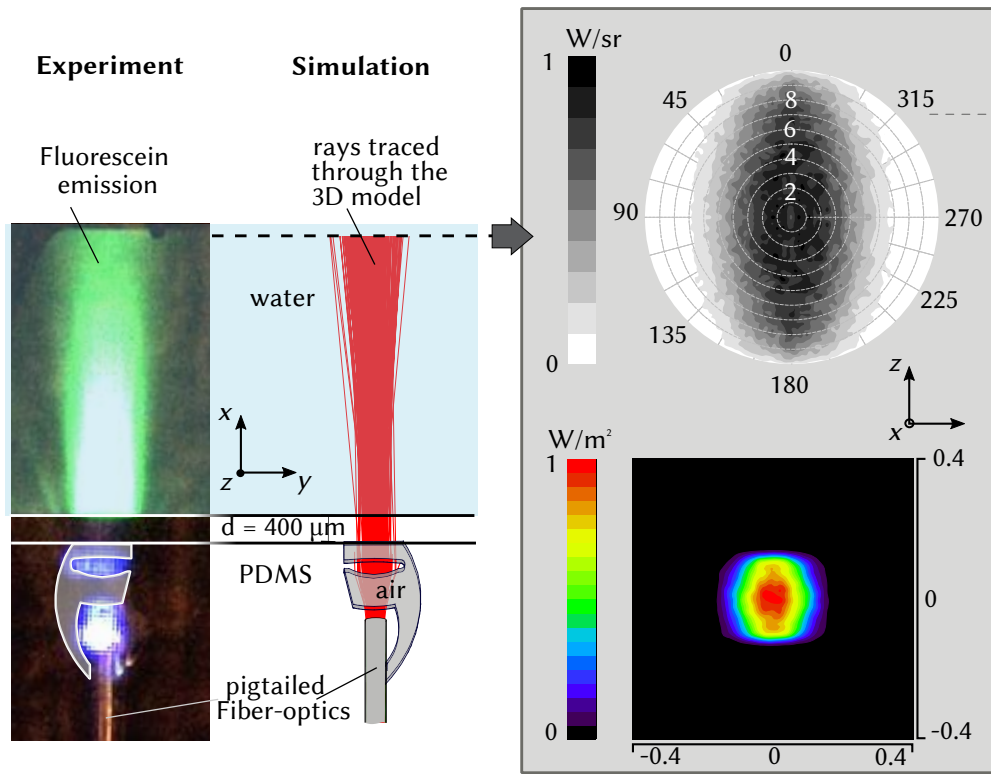 Experiment
Simulation
Fluorescein
emission
rays traced
through the
3D model
water
x
z
y
d = 400 μm
PDMS
air
pigtailed
Fiber-optics
W/sr
1
0
0
45
315
8
6
4
2
90
270
135
225
180
z
x
W/m²
1
0
0.4
0
-0.4
-0.4
0
0.4